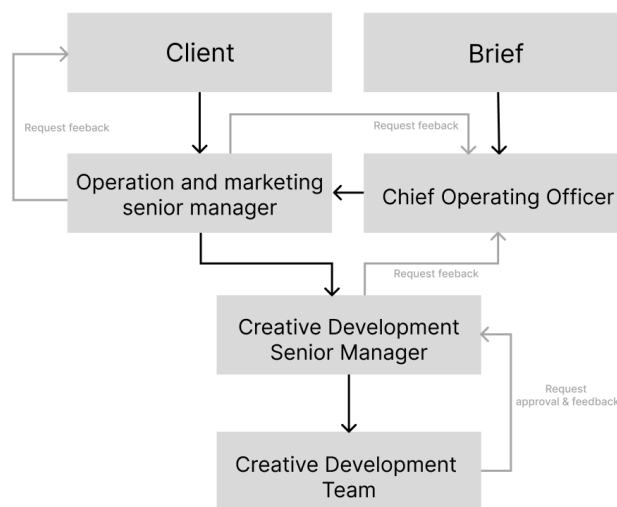 Client
Brief
Request feeback
Request feeback
Operation and marketing
senior manager
Chief Operating Officer
Request feeback
Creative Development
Senior Manager
Request
approval & feedback
Creative Development
Team